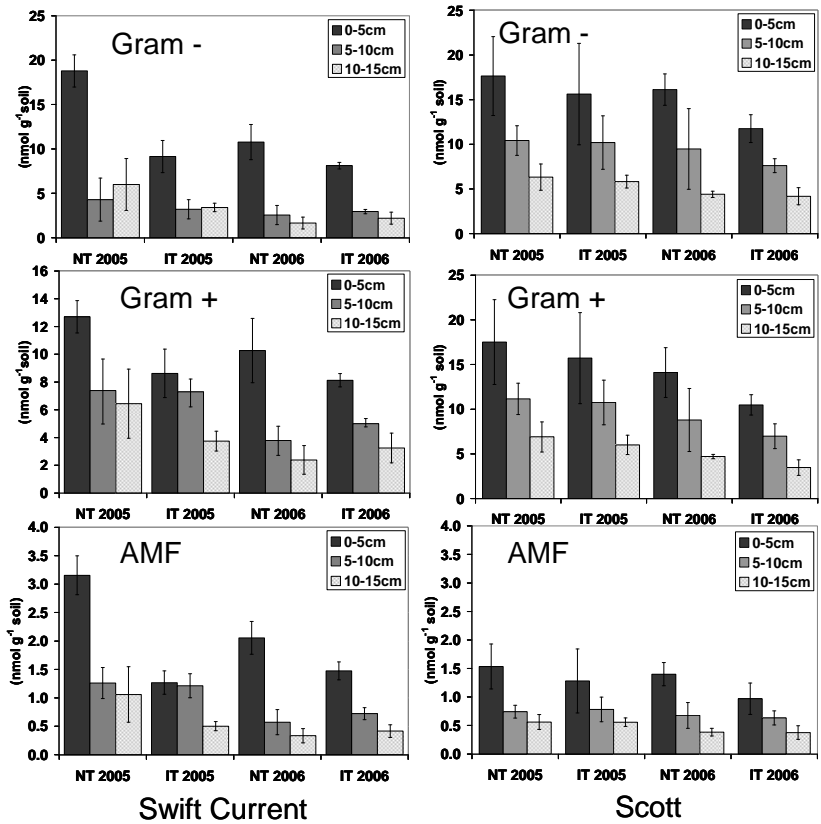 Gram -
0-5cm
5-10cm
10-15cm
(nmol g-1 soil)
25
20
15
10
5
0
NT 2005 IT 2005 NT 2006 IT 2006
Gram -
0-5cm
5-10cm
10-15cm
(nmol g-1 soil)
25
20
15
10
5
0
NT 2005 IT 2005 NT 2006 IT 2006
Gram +
0-5cm
5-10cm
10-15cm
(nmol g-1soil)
16
14
12
10
8
6
4
2
0
NT 2005 IT 2005 NT 2006 IT 2006
Gram +
0-5cm
5-10cm
10-15cm
(nmol g-1soil)
25
20
15
10
5
0
NT 2005 IT 2005 NT 2006 IT 2006
AMF
0-5cm
5-10cm
10-15cm
(nmol g-1 soil)
4.0
3.5
3.0
2.5
2.0
1.5
1.0
0.5
0.0
NT 2005 IT 2005 NT 2006 IT 2006
AMF
0-5cm
5-10cm
10-15cm
(nmol g-1 soil)
4.0
3.5
3.0
2.5
2.0
1.5
1.0
0.5
0.0
NT 2005 IT 2005 NT 2006 IT 2006
Swift Current
Scott